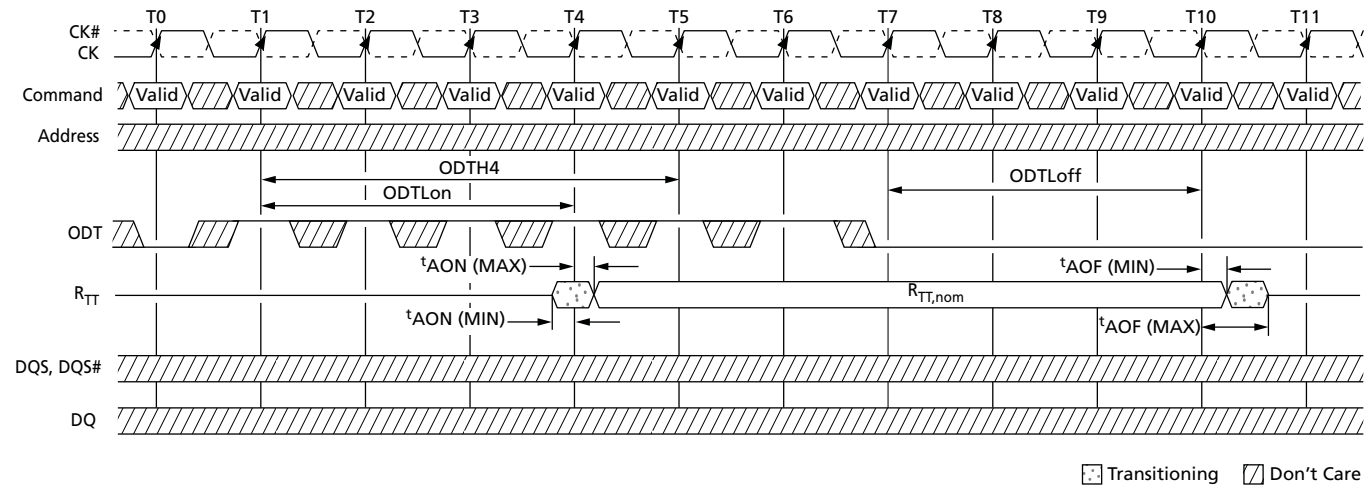 T0 T1 T2 T3 T4 T5 T6 T7 T8 T9 T10 T11
CK#
CK
Command Valid Valid Valid Valid Valid Valid Valid Valid Valid Valid Valid Valid
Address
ODTH4
ODTLoff
ODTLon
ODT
tAON (MAX) tAOF (MIN)
RTT RTT,nom
tAON (MIN) tAOF (MAX)
DQS, DQS#
DQ
Transitioning Don't Care